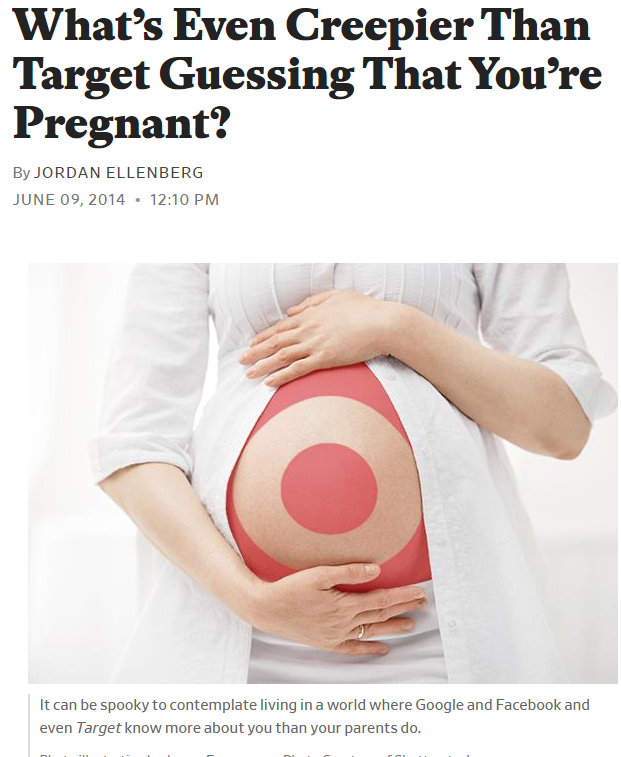 What's Even Creepier Than
Target Guessing That You're
Pregnant?
By JORDAN ELLENBERG
JUNE 09, 2014 • 12:10 PM
It can be spooky to contemplate living in a world where Google and Facebook and
even Target know more about you than your parents do.